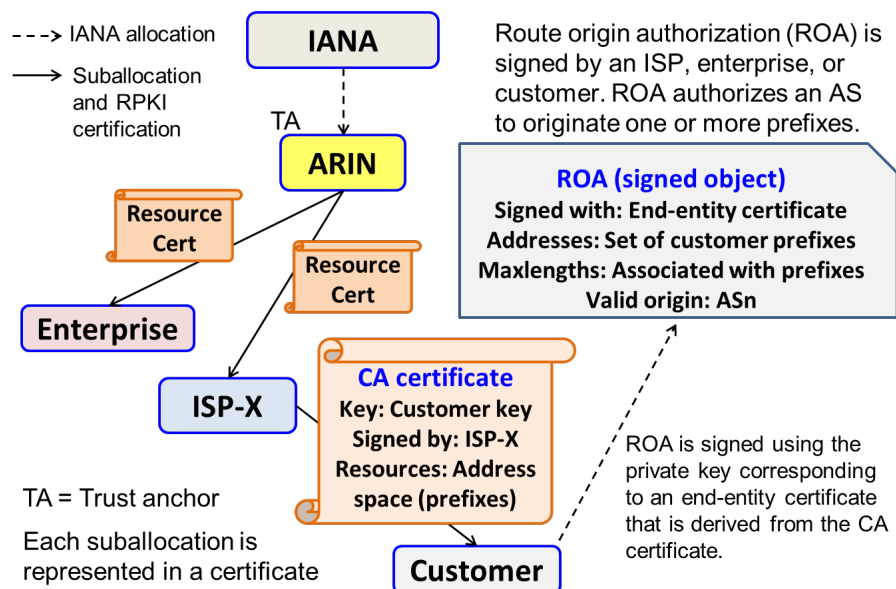 IANA allocation
Suballocation
and RPKI
certification
IANA
TA
ARIN
Route origin authorization (ROA) is
signed by an ISP, enterprise, or
customer. ROA authorizes an AS
to originate one or more prefixes.
ROA (signed object)
Signed with: End-entity certificate
Addresses: Set of customer prefixes
Maxlengths: Associated with prefixes
Valid origin: ASn
Resource
Cert
Resource
Cert
Enterprise
ISP-X
CA certificate
Key: Customer key
Signed by: ISP-X
Resources: Address
space (prefixes)
ROA is signed using the
private key corresponding
to an end-entity certificate
that is derived from the CA
certificate.
TA = Trust anchor
Each suballocation is
represented in a certificate
Customer